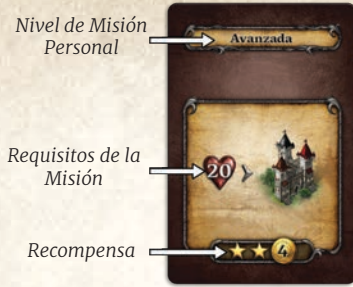 Nivel de Misión
Personal
Avanzada
Requisitos de la
Misión
20
Recompensa
4